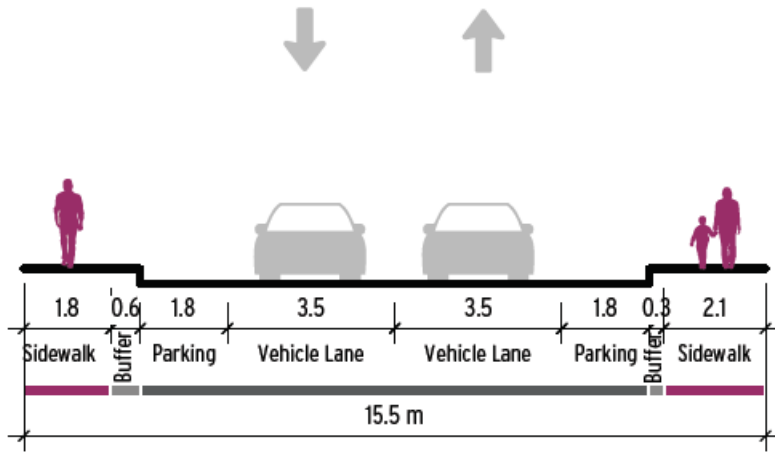 1.8 0.6 1.8 3.5 3.5 1.8 0.3 2.1
Sidewalk Buffer Parking Vehicle Lane Vehicle Lane Parking Buffer Sidewalk
15.5 m